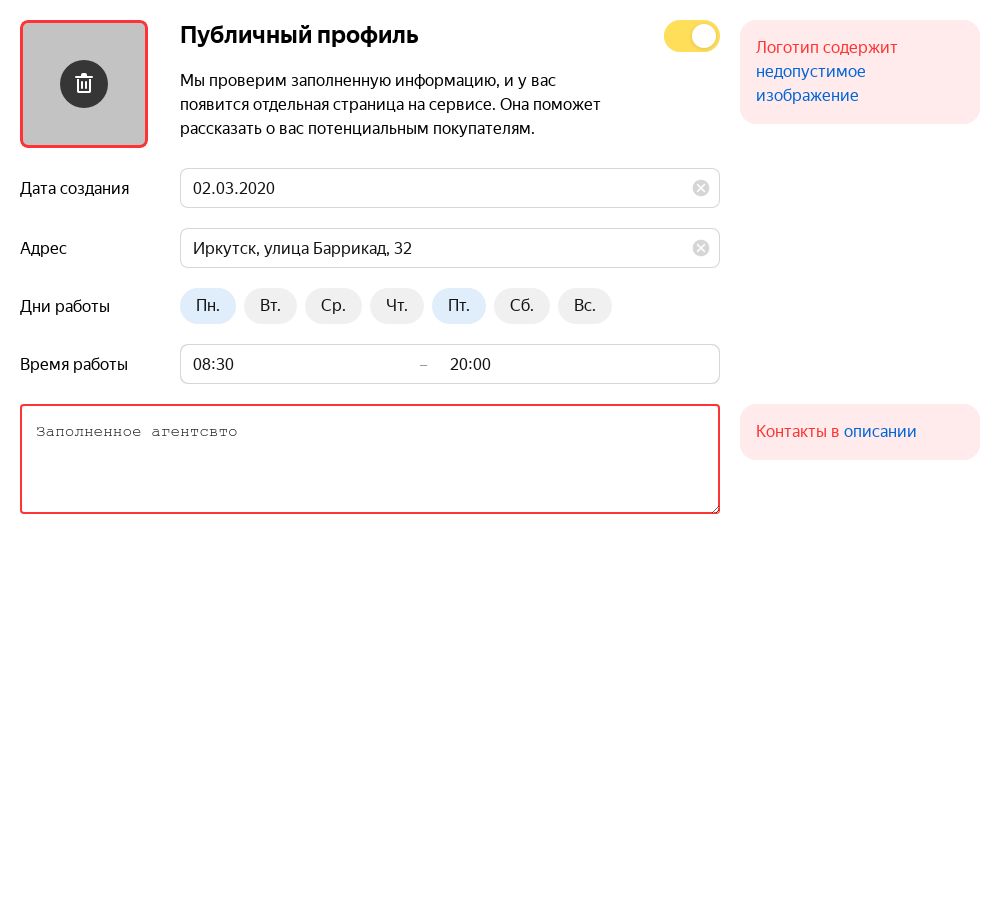 Публичный профиль
Мы проверим заполненную информацию, и у вас
появится отдельная страница на сервисе. Она поможет
рассказать о вас потенциальным покупателям.
Логотип содержит
недопустимое
изображение
Дата создания 02.03.2020
Адрес Иркутск, улица Баррикад, 32
Дни работы Пн. Вт. Ср. Чт. Пт. Сб. Вс.
Время работы 08:30 – 20:00
Заполненное агентсвто
Контакты в описании